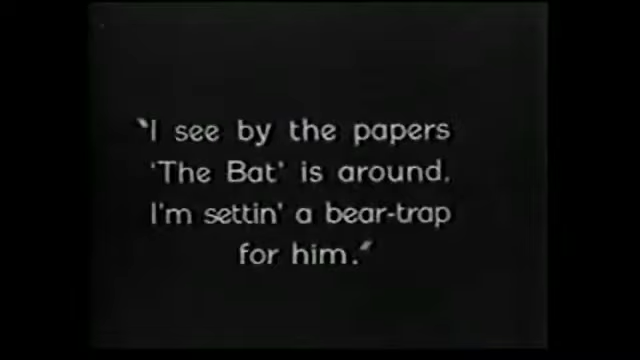 "I see by the papers
'The Bat' is around.
I'm settin' a bear-trap
for him."